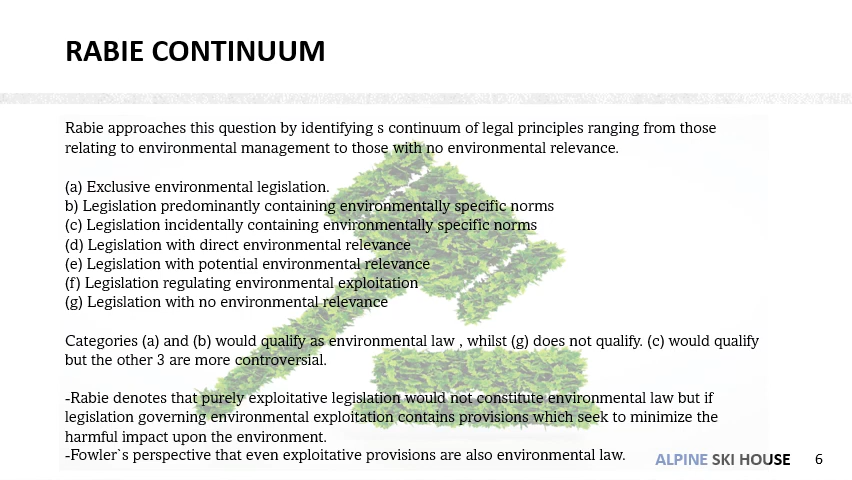 RABIE CONTINUUM
Rabie approaches this question by identifying s continuum of legal principles ranging from those
relating to environmental management to those with no environmental relevance.
(a) Exclusive environmental legislation.
b) Legislation predominantly containing environmentally specific norms
(c) Legislation incidentally containing environmentally specific norms
(d) Legislation with direct environmental relevance
(e) Legislation with potential environmental relevance
(f) Legislation regulating environmental exploitation
(g) Legislation with no environmental relevance
Categories (a) and (b) would qualify as environmental law , whilst (g) does not qualify. (c) would qualify
but the other 3 are more controversial.
-Rabie denotes that purely exploitative legislation would not constitute environmental law but if
legislation governing environmental exploitation contains provisions which seek to minimize the
harmful impact upon the environment.
-Fowler`s perspective that even exploitative provisions are also environmental law.
ALPINE SKI HOUSE 6